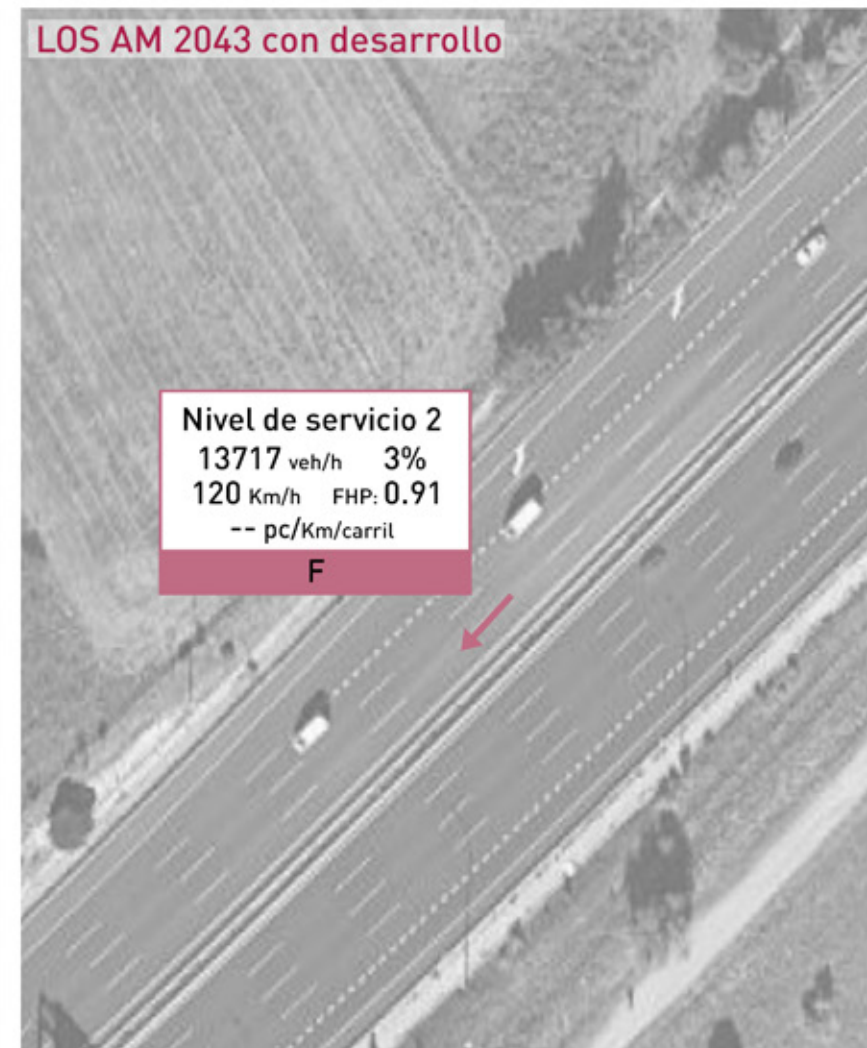 LOS AM 2043 con desarrollo
Nivel de servicio 2
13717 veh/h 3%
120 Km/h FHP: 0.91
-- pc/Km/carril
F